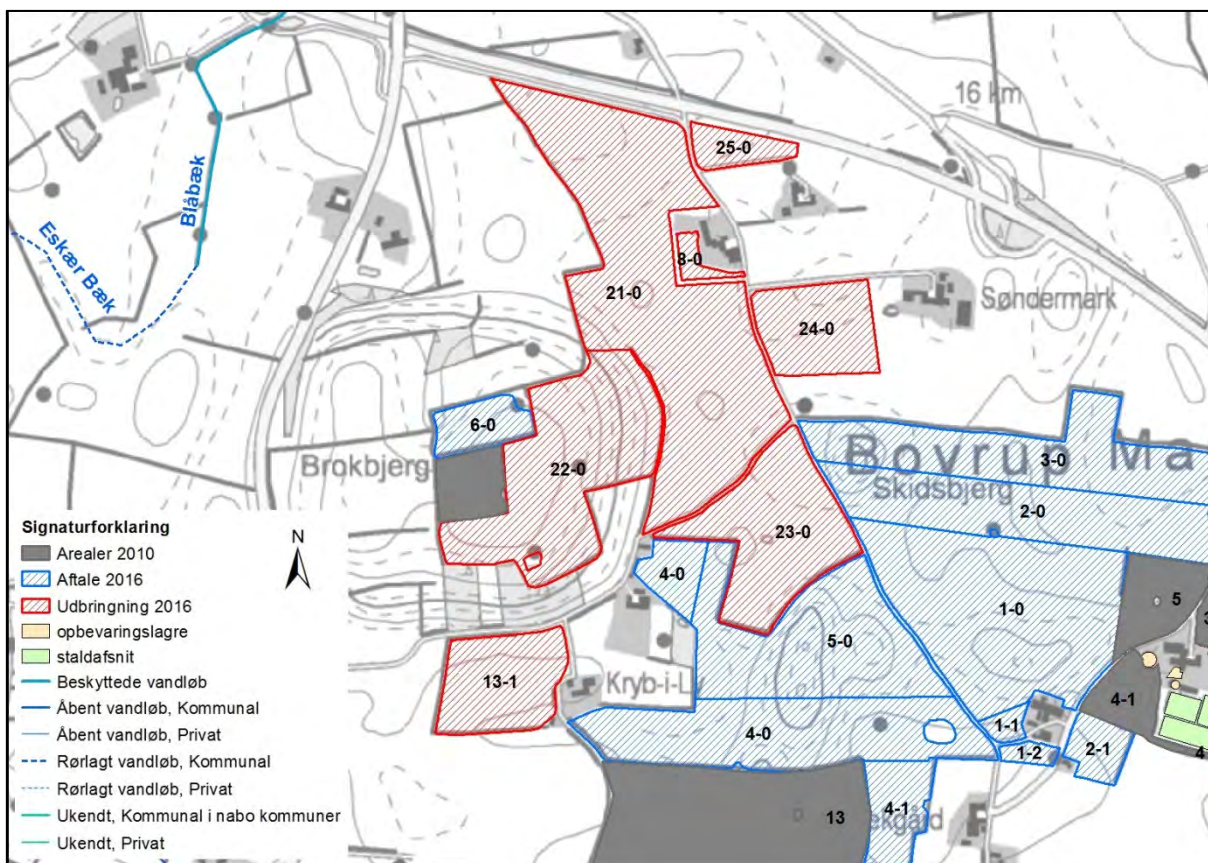 16 km
25-0
Blåbæk
Eskær Bæk
8-0
21-0
Søndermark
24-0
6-0
Bovrup Ma
3-0
Brokbjerg
22-0
Skidsbjerg
2-0
23-0
Signaturforklaring
N
Arealer 2010
Aftale 2016
Udbringning 2016
opbevaringslagre
staldafsnit
Beskyttede vandløb
Åbent vandløb, Kommunal
Åbent vandløb, Privat
Rørlagt vandløb, Kommunal
Rørlagt vandløb, Privat
Ukendt, Kommunal i nabo kommuner
Ukendt, Privat
4-0
1-0
5
3
5-0
13-1
Kryb-i-Ly
4-1
4-0
1-1
1-2
2-1
4
13
4-1
ekgård